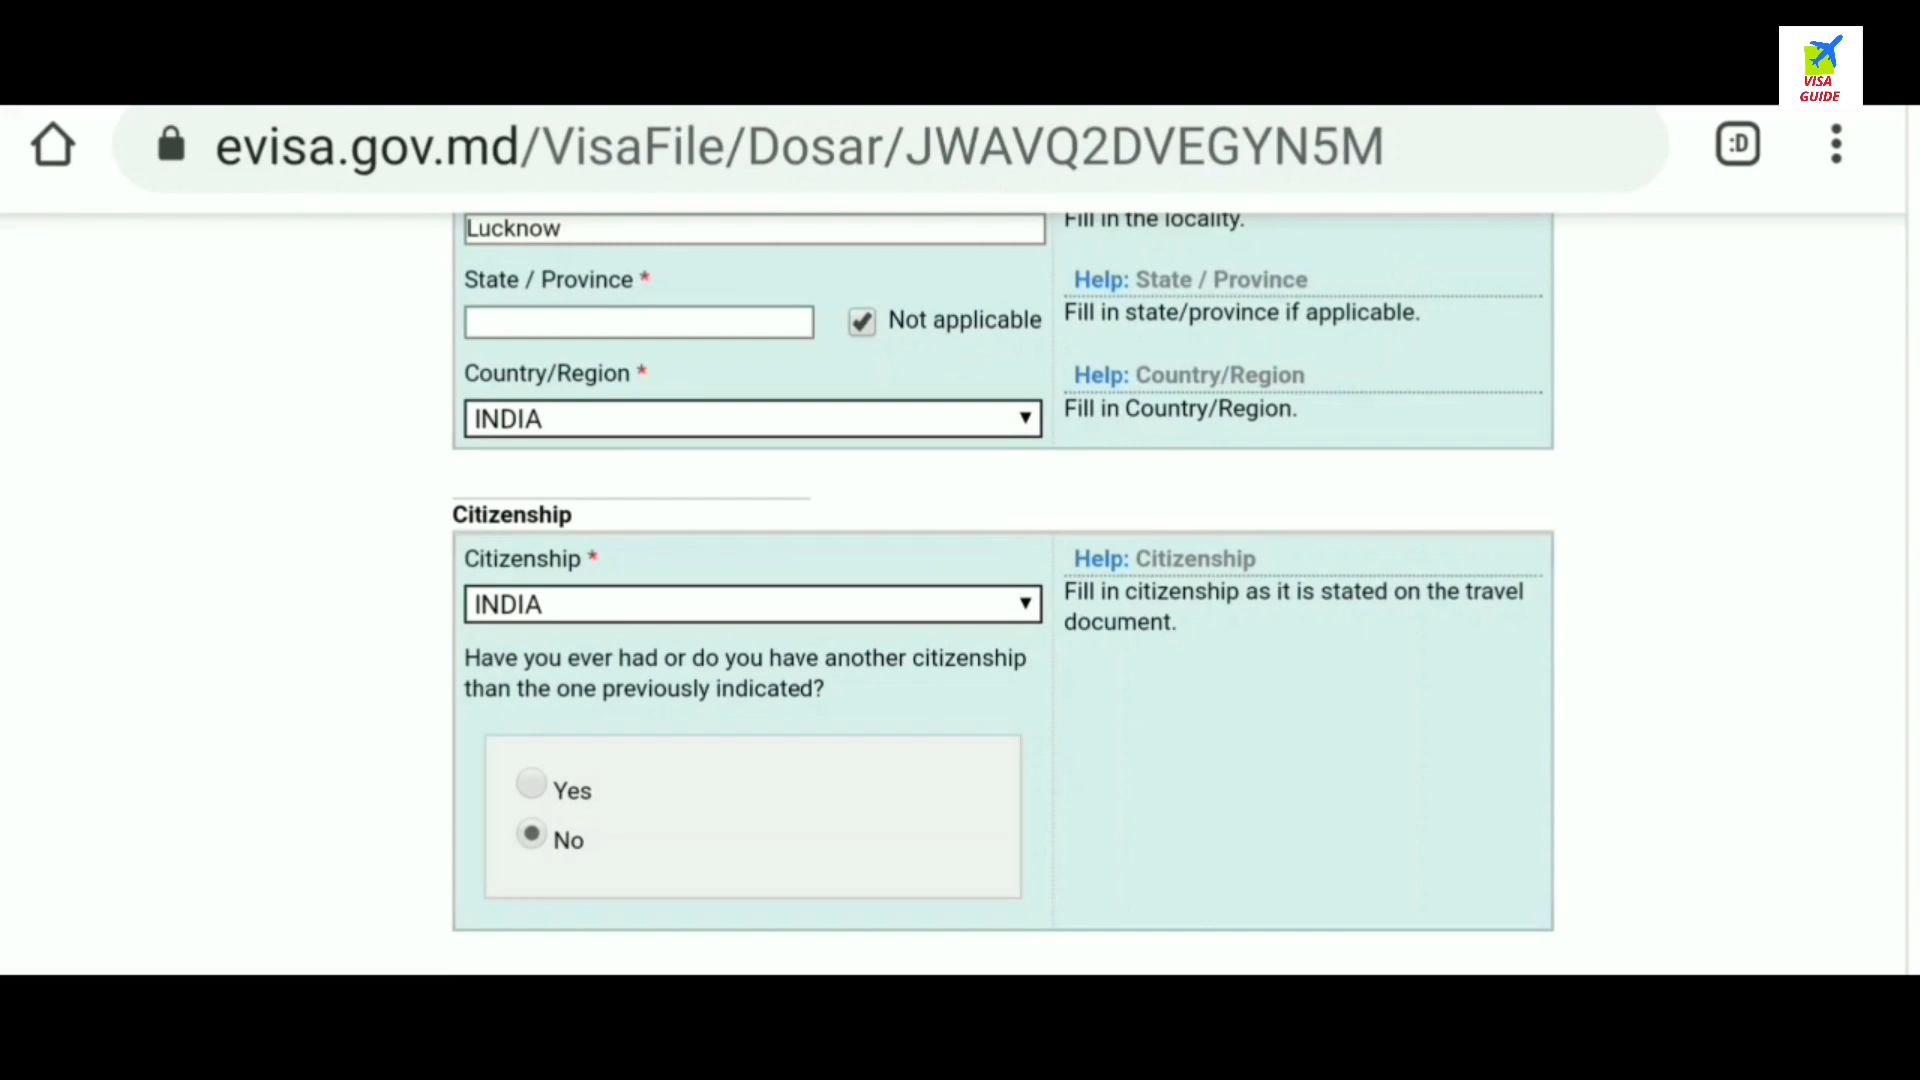 VISA
GUIDE
evisa.gov.md/VisaFile/Dosar/JWAVQ2DVEGYN5M
:D
Lucknow
Fill in the locality.
State / Province *
Help: State / Province
Not applicable
Fill in state/province if applicable.
Country/Region *
Help: Country/Region
INDIA
Fill in Country/Region.
Citizenship
Citizenship *
Help: Citizenship
INDIA
Fill in citizenship as it is stated on the travel
document.
Have you ever had or do you have another citizenship
than the one previously indicated?
Yes
No